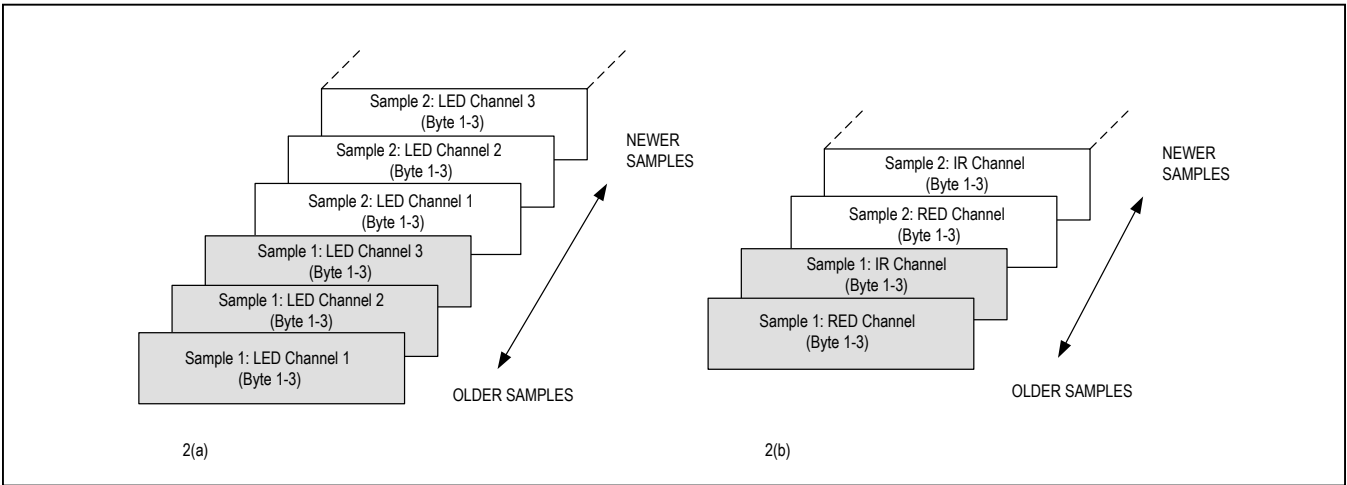 Sample 2: LED Channel 3
(Byte 1-3)
Sample 2: LED Channel 2
(Byte 1-3)
Sample 2: LED Channel 1
(Byte 1-3)
Sample 1: LED Channel 3
(Byte 1-3)
Sample 1: LED Channel 2
(Byte 1-3)
Sample 1: LED Channel 1
(Byte 1-3)
NEWER
SAMPLES
OLDER SAMPLES
2(a)
Sample 2: IR Channel
(Byte 1-3)
Sample 2: RED Channel
(Byte 1-3)
Sample 1: IR Channel
(Byte 1-3)
Sample 1: RED Channel
(Byte 1-3)
NEWER
SAMPLES
OLDER SAMPLES
2(b)